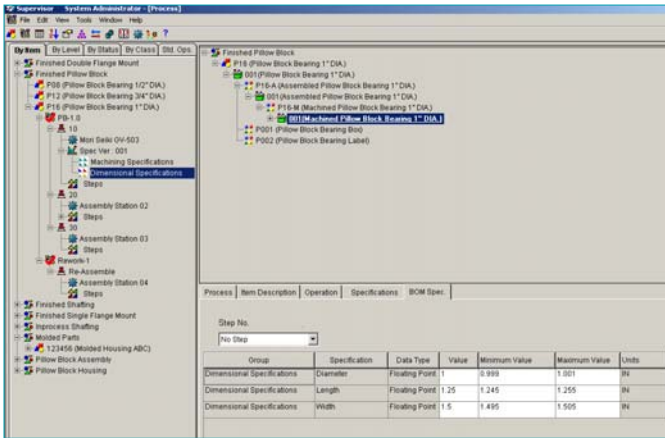 Supervisor System Administrator - [Process]
File Edit View Tools Window Help
By Item By Level By Status By Class Std. Ops.
Finished Double Flange Mount
Finished Pillow Block
P08 (Pillow Block Bearing 1/2" DIA.)
P12 (Pillow Block Bearing 3/4" DIA.)
P16 (Pillow Block Bearing 1" DIA.)
PB-1.0
10
Mori Seiki GV-503
Spec Ver : 001
Machining Specifications
Dimensional Specifications
Steps
20
Assembly Station 02
Steps
30
Assembly Station 03
Steps
Rework-1
Re-Assemble
Assembly Station 04
Steps
Finished Shafting
Finished Single Flange Mount
Inprocess Shafting
Molded Parts
123456 (Molded Housing ABC)
Pillow Block Assembly
Pillow Block Housing
Finished Pillow Block
P16 (Pillow Block Bearing 1" DIA.)
001(Pillow Block Bearing 1" DIA.)
P16-A (Assembled Pillow Block Bearing 1" DIA.)
001(Assembled Pillow Block Bearing 1" DIA.)
P16-M (Machined Pillow Block Bearing 1" DIA.)
001(Machined Pillow Block Bearing 1" DIA.)
P001 (Pillow Block Bearing Box)
P002 (Pillow Block Bearing Label)
Process Item Description Operation Specifications BOM Spec.
Step No.
No Step
Group Specification Data Type Value Minimum Value Maximum Value Units
Dimensional Specifications Diameter Floating Point 1 0.999 1.001 IN
Dimensional Specifications Length Floating Point 1.25 1.245 1.255 IN
Dimensional Specifications Width Floating Point 1.5 1.495 1.505 IN